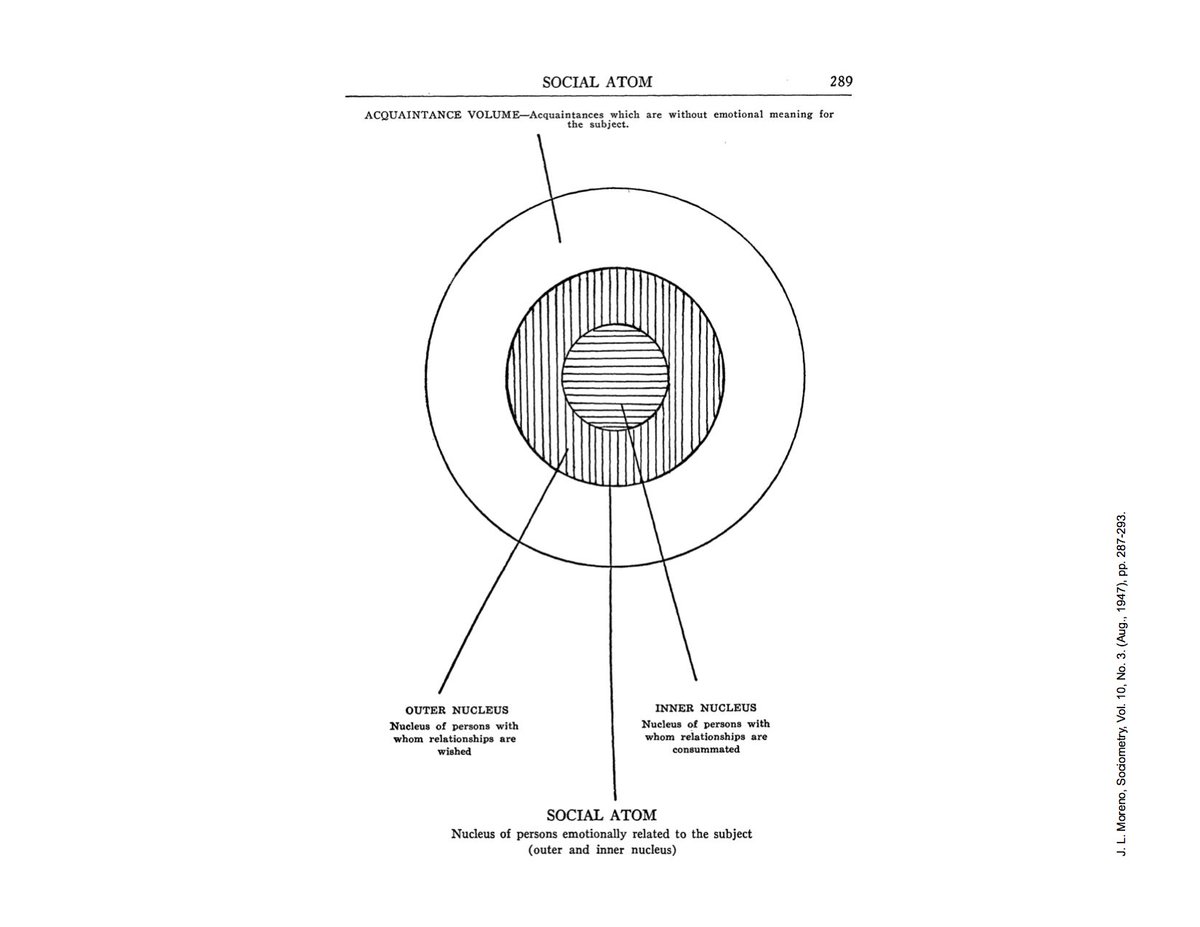 SOCIAL ATOM 289
ACQUAINTANCE VOLUME—Acquaintances which are without emotional meaning for
the subject.
OUTER NUCLEUS
Nucleus of persons with
whom relationships are
wished
INNER NUCLEUS
Nucleus of persons with
whom relationships are
consummated
SOCIAL ATOM
Nucleus of persons emotionally related to the subject
(outer and inner nucleus)
J. L. Moreno, Sociometry, Vol. 10, No. 3. (Aug., 1947), pp. 287-293.